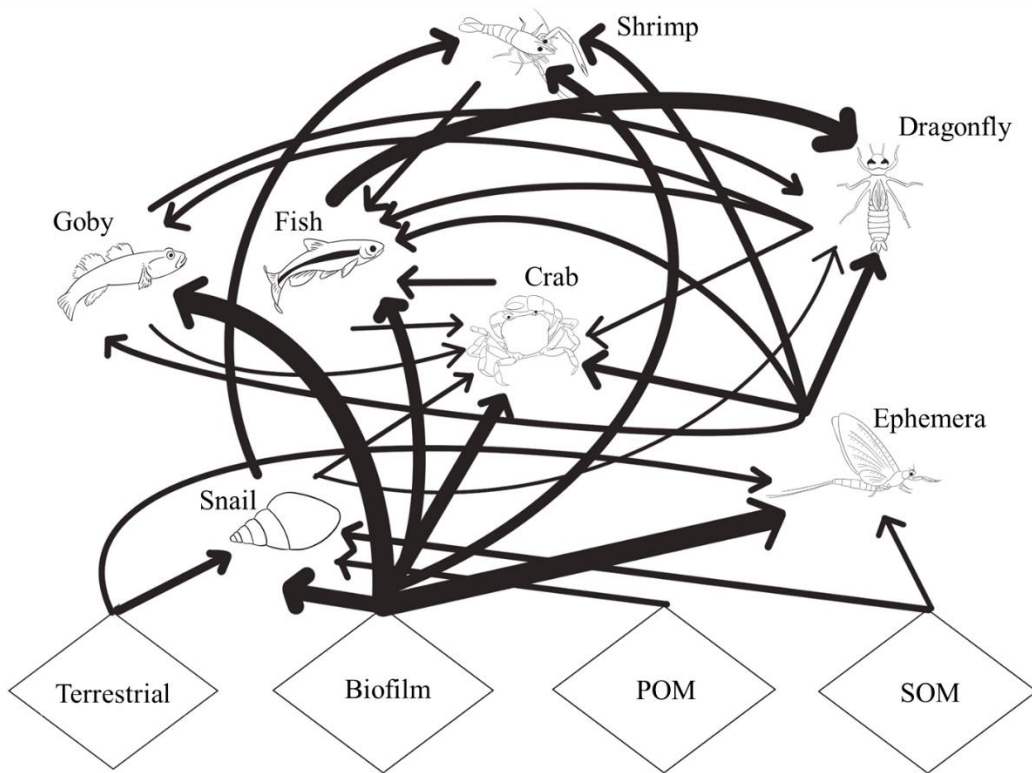 Shrimp
Dragonfly
Goby
Fish
Crab
Ephemera
Snail
Terrestrial
Biofilm
POM
SOM